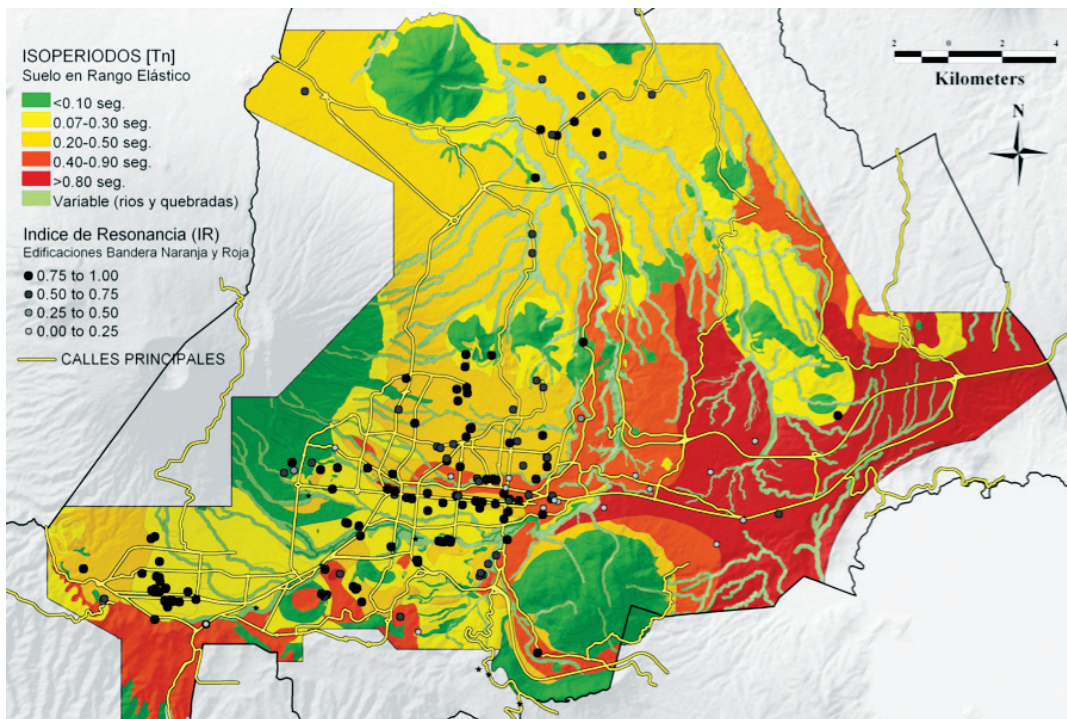 ISOPERIODOS [Tn]
Suelo en Rango Elástico
<0.10 seg.
0.07-0.30 seg.
0.20-0.50 seg.
0.40-0.90 seg.
>0.80 seg.
Variable (rios y quebradas)
Indice de Resonancia (IR)
Edificaciones Bandera Naranja y Roja
0.75 to 1.00
0.50 to 0.75
0.25 to 0.50
0.00 to 0.25
CALLES PRINCIPALES
2 0 2 4
Kilometers
N